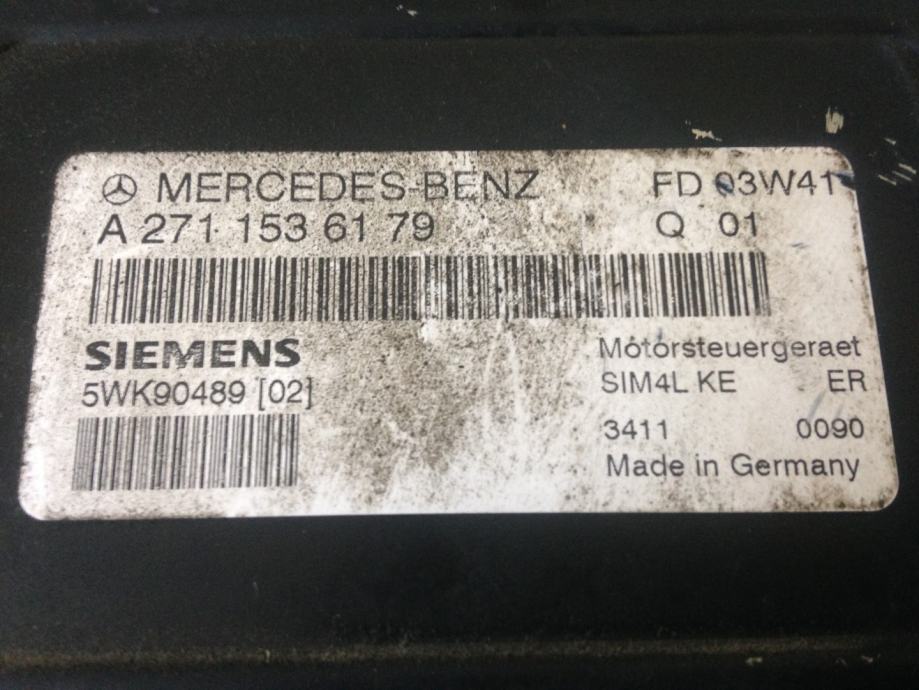 MERCEDES-BENZ FD 03W41
A 271 153 61 79 Q 01
SIEMENS Motorsteuergeraet
5WK90489 [02] SIM4L KE ER
3411 0090
Made in Germany